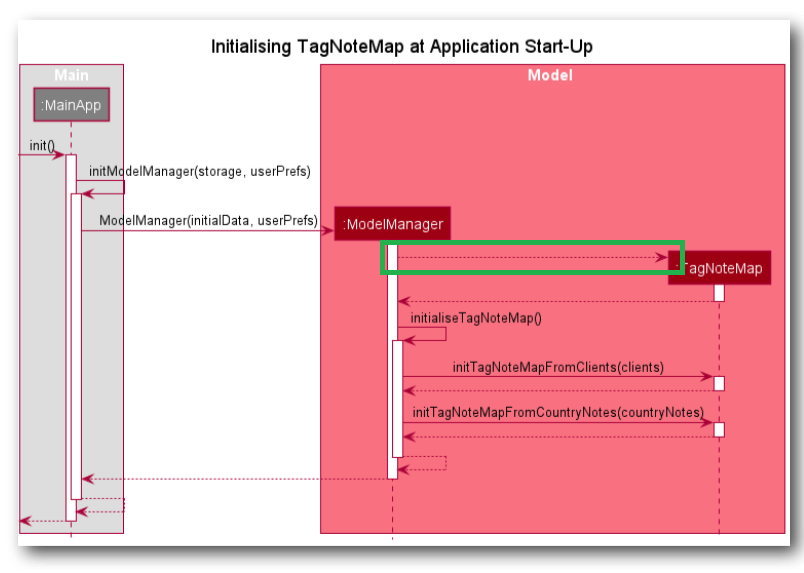 Initialising TagNoteMap at Application Start-Up
Main
Model
:MainApp
init()
initModelManager(storage, userPrefs)
ModelManager(initialData, userPrefs)
:ModelManager
:TagNoteMap
initialiseTagNoteMap()
initTagNoteMapFromClients(clients)
initTagNoteMapFromCountryNotes(countryNotes)